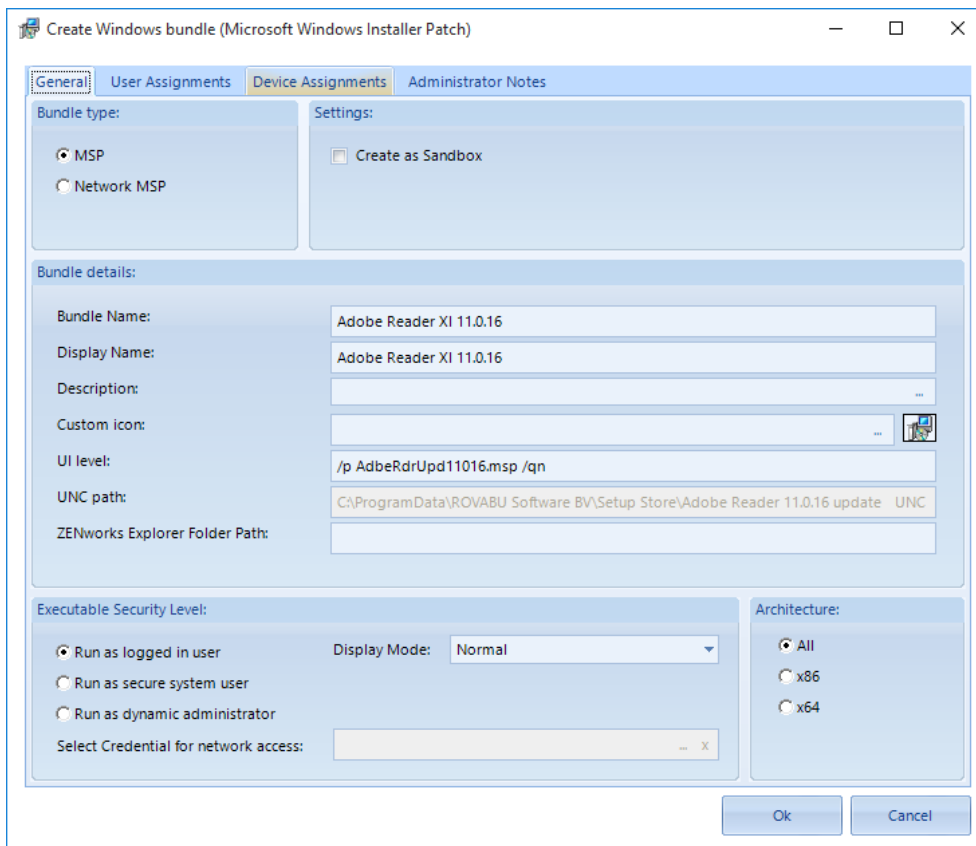 Create Windows bundle (Microsoft Windows Installer Patch)
General User Assignments Device Assignments Administrator Notes
Bundle type:
MSP
Network MSP
Settings:
Create as Sandbox
Bundle details:
Bundle Name: Adobe Reader XI 11.0.16
Display Name: Adobe Reader XI 11.0.16
Description: ...
Custom icon: ...
UI level: /p AdbeRdrUpd11016.msp /qn
UNC path: C:\ProgramData\ROVABU Software BV\Setup Store\Adobe Reader 11.0.16 update UNC
ZENworks Explorer Folder Path:
Executable Security Level:
Run as logged in user
Display Mode: Normal
Run as secure system user
Run as dynamic administrator
Select Credential for network access: ... x
Architecture:
All
x86
x64
Ok Cancel